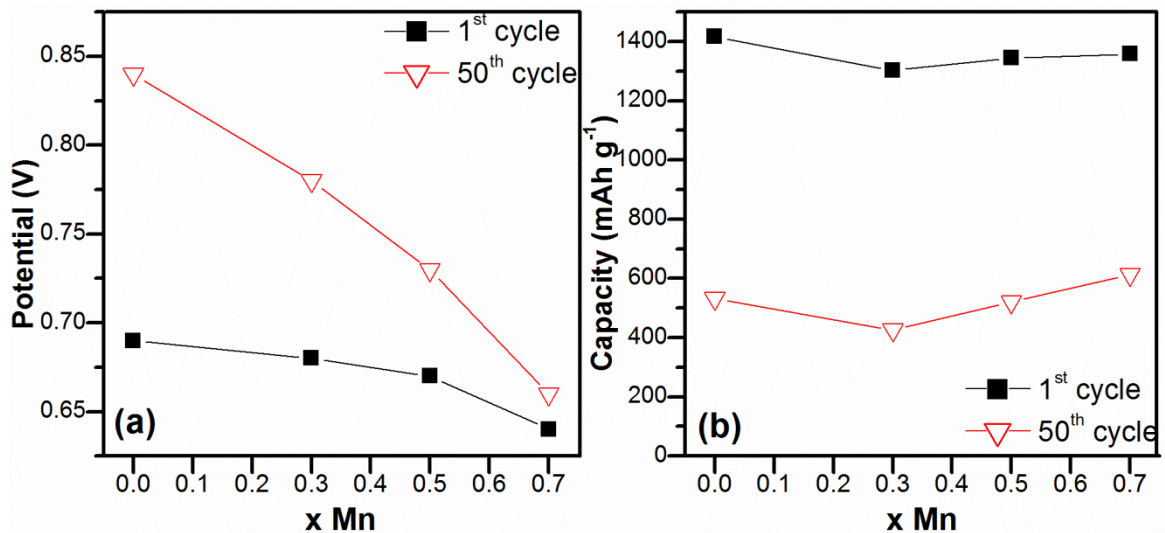 1st cycle
50th cycle
0.85
0.80
0.75
0.70
0.65
Potential (V)
(a)
0.0 0.1 0.2 0.3 0.4 0.5 0.6 0.7
x Mn
1400
1200
1000
800
600
400
200
0
Capacity (mAh g-1)
1st cycle
50th cycle
(b)
0.0 0.1 0.2 0.3 0.4 0.5 0.6 0.7
x Mn